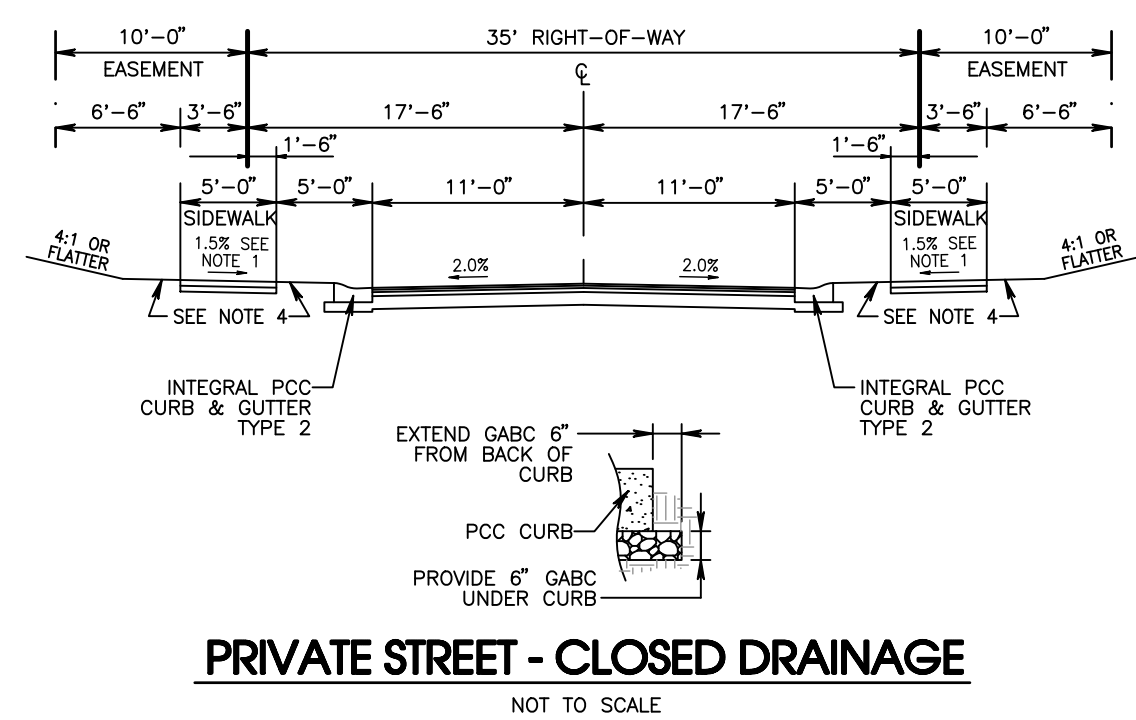 10'-0" 35' RIGHT-OF-WAY 10'-0"
EASEMENT ℄ EASEMENT
6'-6" 3'-6" 17'-6" 17'-6" 3'-6" 6'-6"
1'-6" 1'-6"
5'-0" 5'-0" 11'-0" 11'-0" 5'-0" 5'-0"
SIDEWALK SIDEWALK
4:1 OR
FLATTER
1.5% SEE
NOTE 1
2.0% 2.0%
1.5% SEE
NOTE 1
4:1 OR
FLATTER
SEE NOTE 4 SEE NOTE 4
INTEGRAL PCC
CURB & GUTTER
TYPE 2
INTEGRAL PCC
CURB & GUTTER
TYPE 2
EXTEND GABC 6"
FROM BACK OF
CURB
PCC CURB
PROVIDE 6" GABC
UNDER CURB
PRIVATE STREET - CLOSED DRAINAGE
NOT TO SCALE